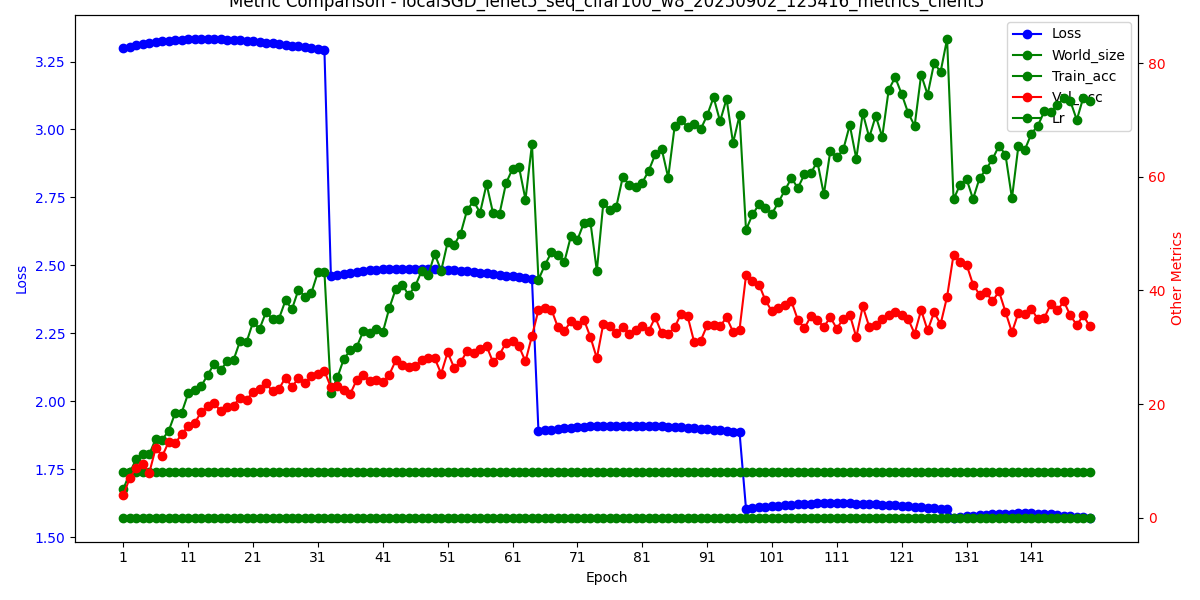 Metric Comparison - localSGD_lenet5_seq_cifar100_w8_20250902_125416_metrics_client5
Loss
World_size
Train_acc
Val_acc
Lr
3.25
3.00
2.75
2.50
2.25
2.00
1.75
1.50
Loss
80
60
40
20
0
Other Metrics
1 11 21 31 41 51 61 71 81 91 101 111 121 131 141
Epoch